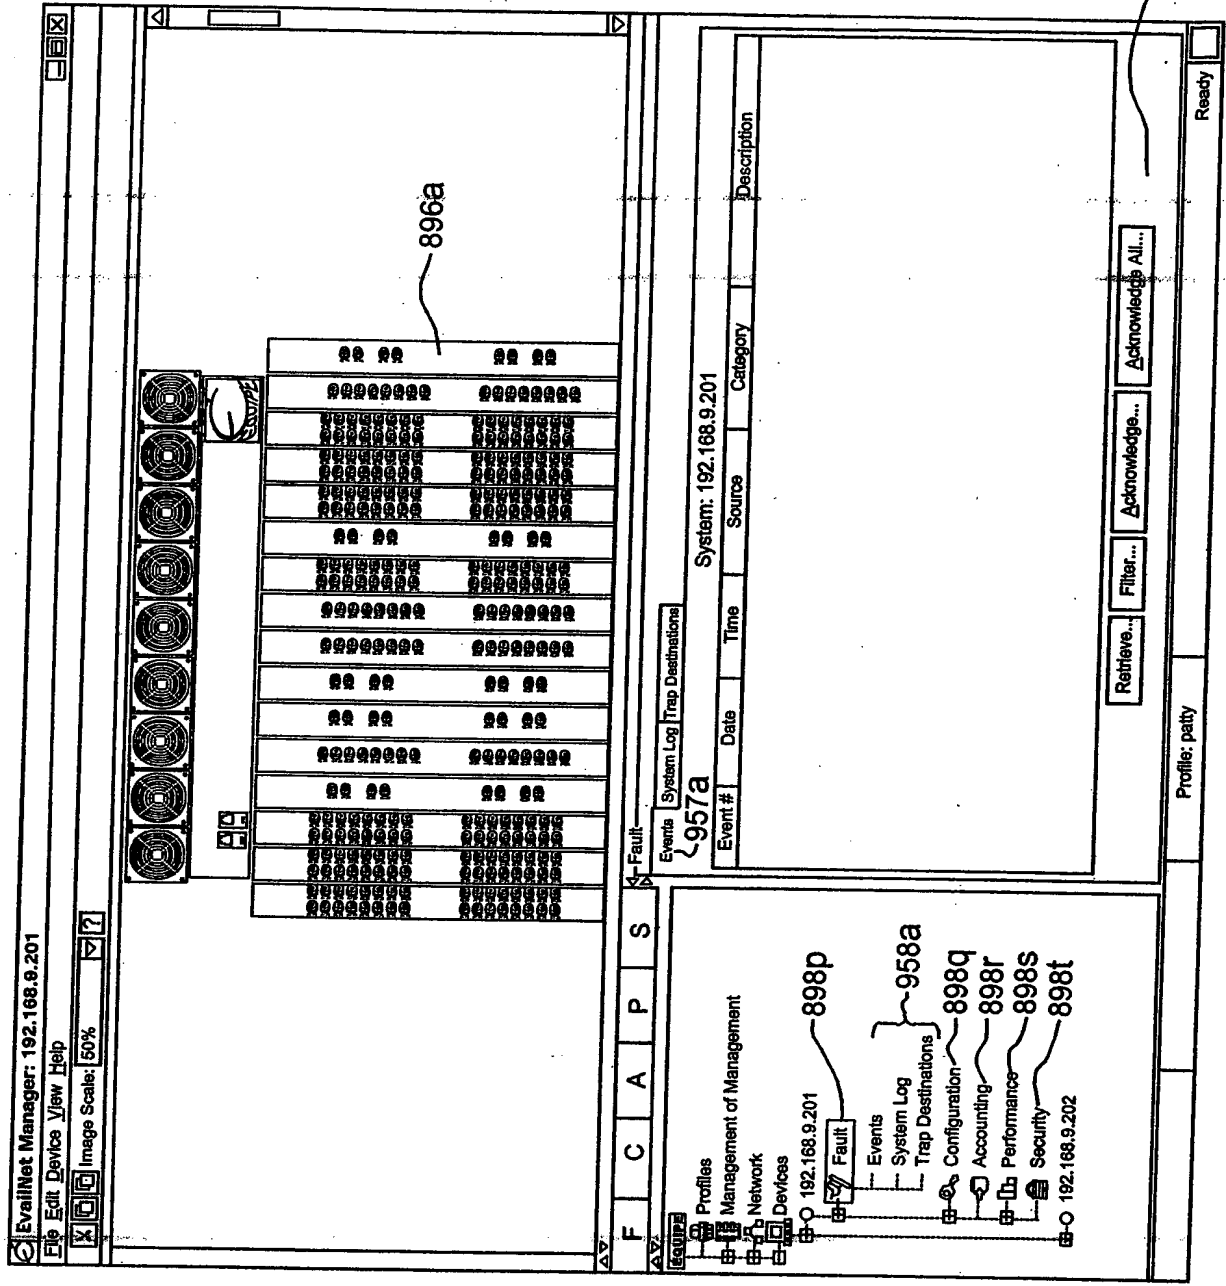 EvailNet Manager: 192.168.9.201
File Edit Device View Help
Image Scale: 50% ?
EQUIPE
896a
F C A P S
EQUIPE
Profiles
Management of Management
Network
Devices
192.168.9.201
898p
Fault
Events
System Log
Trap Destinations
958a
Configuration 898q
Accounting 898r
Performance 898s
Security 898t
192.168.9.202
Fault
Events System Log Trap Destinations
957a
System: 192.168.9.201
Event # Date Time Source Category Description
Retrieve... Filter... Acknowledge... Acknowledge All...
Profile: patty
Ready